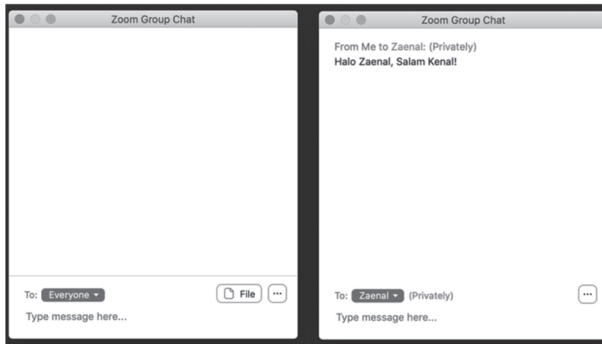 Zoom Group Chat
To: Everyone
File
Type message here...
Zoom Group Chat
From Me to Zaenal: (Privately)
Halo Zaenal, Salam Kenal!
To: Zaenal (Privately)
Type message here...